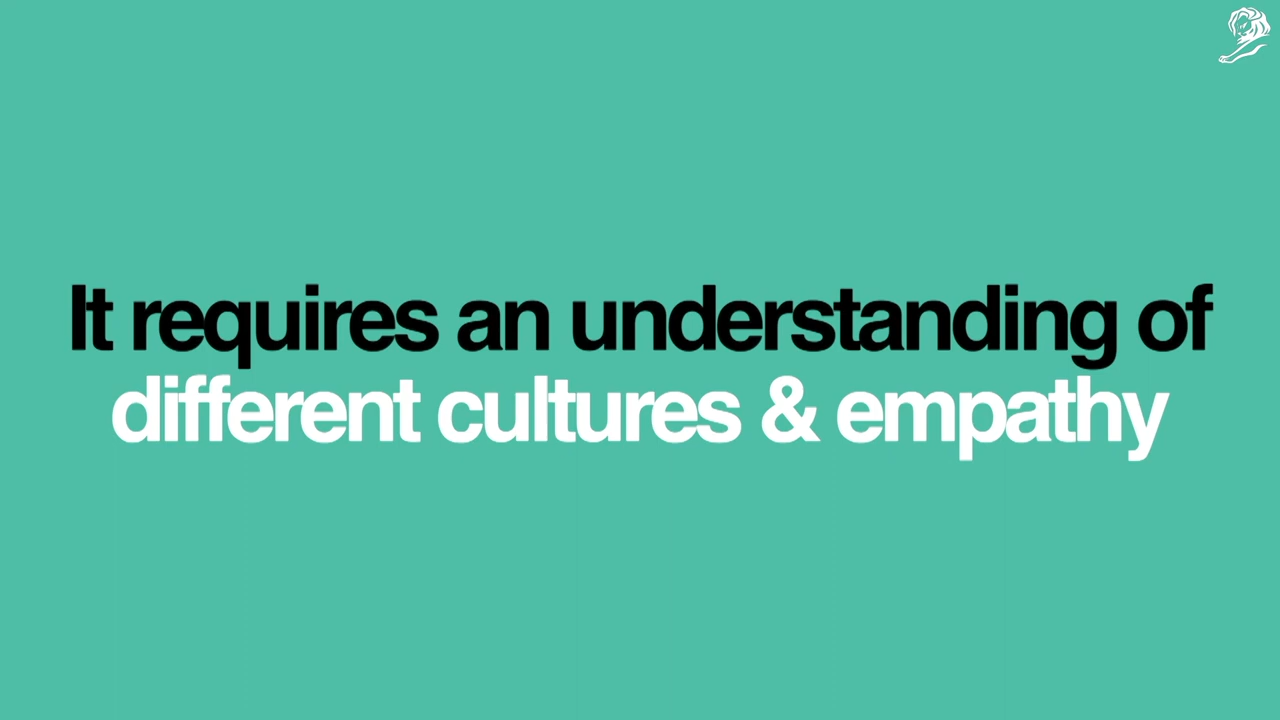 It requires an understanding of
different cultures & empathy